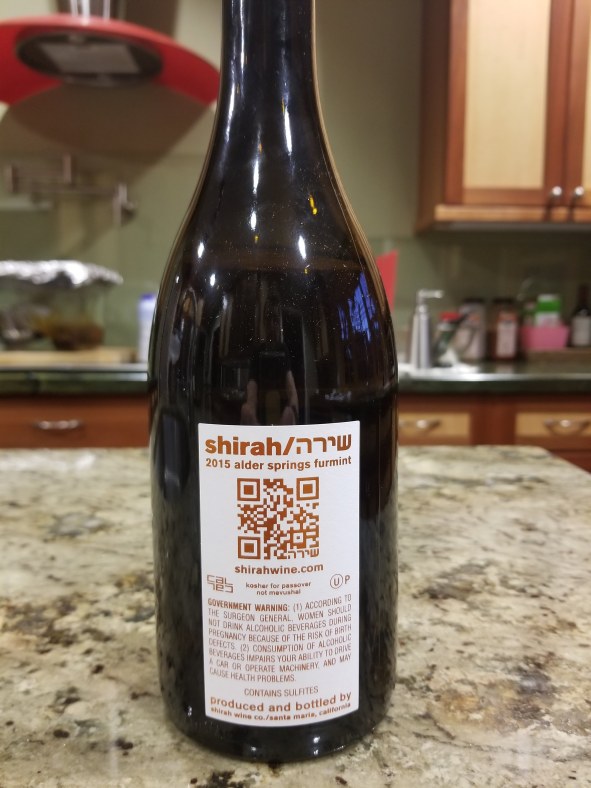 shirah/שירה
2015 alder springs furmint
שירה
shirahwine.com
cal
kosher for passover
not mevushal
U P
GOVERNMENT WARNING: (1) ACCORDING TO
THE SURGEON GENERAL, WOMEN SHOULD
NOT DRINK ALCOHOLIC BEVERAGES DURING
PREGNANCY BECAUSE OF THE RISK OF BIRTH
DEFECTS. (2) CONSUMPTION OF ALCOHOLIC
BEVERAGES IMPAIRS YOUR ABILITY TO DRIVE
A CAR OR OPERATE MACHINERY, AND MAY
CAUSE HEALTH PROBLEMS.
CONTAINS SULFITES
produced and bottled by
shirah wine co./santa maria, california